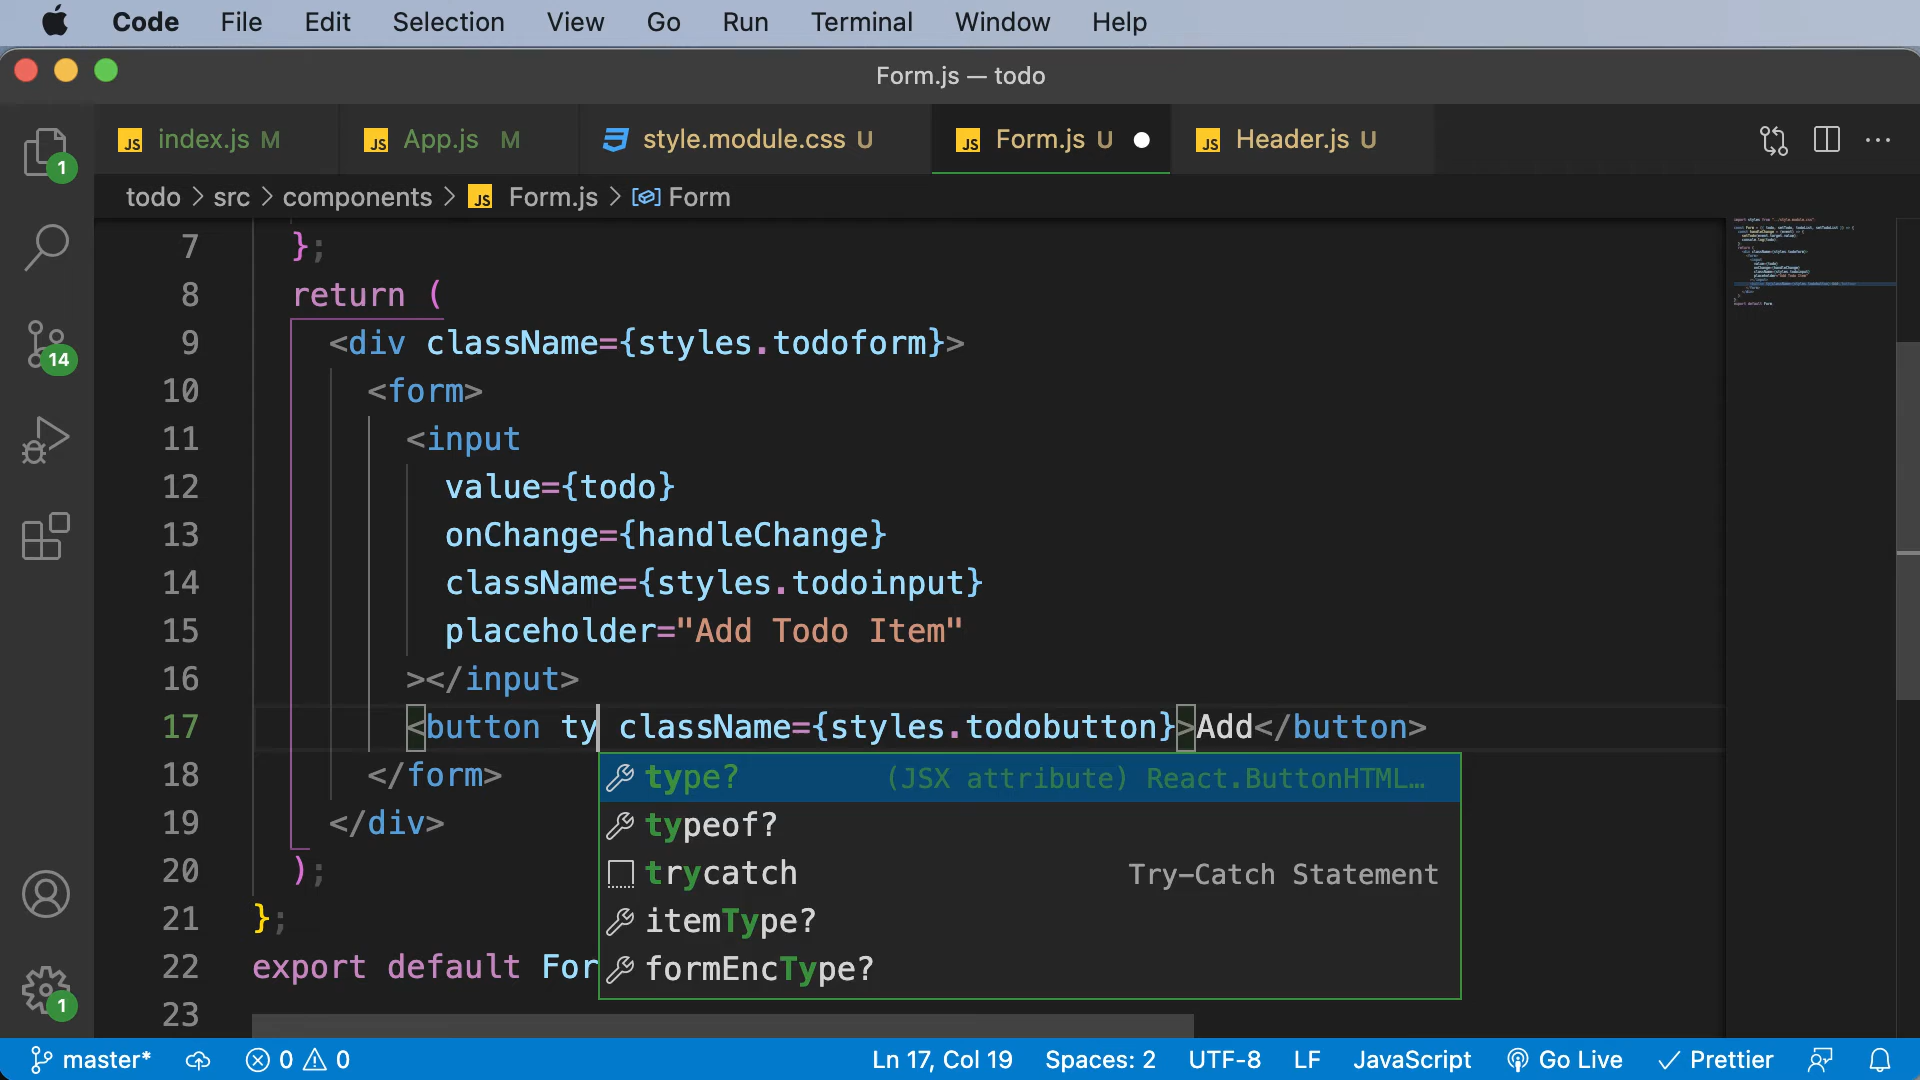 Code File Edit Selection View Go Run Terminal Window Help
Form.js — todo
JS index.js M JS App.js M style.module.css U JS Form.js U JS Header.js U
todo > src > components > JS Form.js > Form
1
14
1
7 };
8 return (
9 <div className={styles.todoform}>
10 <form>
11 <input
12 value={todo}
13 onChange={handleChange}
14 className={styles.todoinput}
15 placeholder="Add Todo Item"
16 ></input>
17 <button ty className={styles.todobutton}>Add</button>
18 </form>
19 </div>
20 );
21 };
22 export default For
23
type? (JSX attribute) React.ButtonHTML…
typeof?
trycatch Try-Catch Statement
itemType?
formEncType?
master* 0 0 Ln 17, Col 19 Spaces: 2 UTF-8 LF JavaScript Go Live Prettier